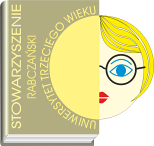 STOWARZYSZENIE
RABCZAŃSKI
UNIWERSYTET TRZECIEGO WIEKU